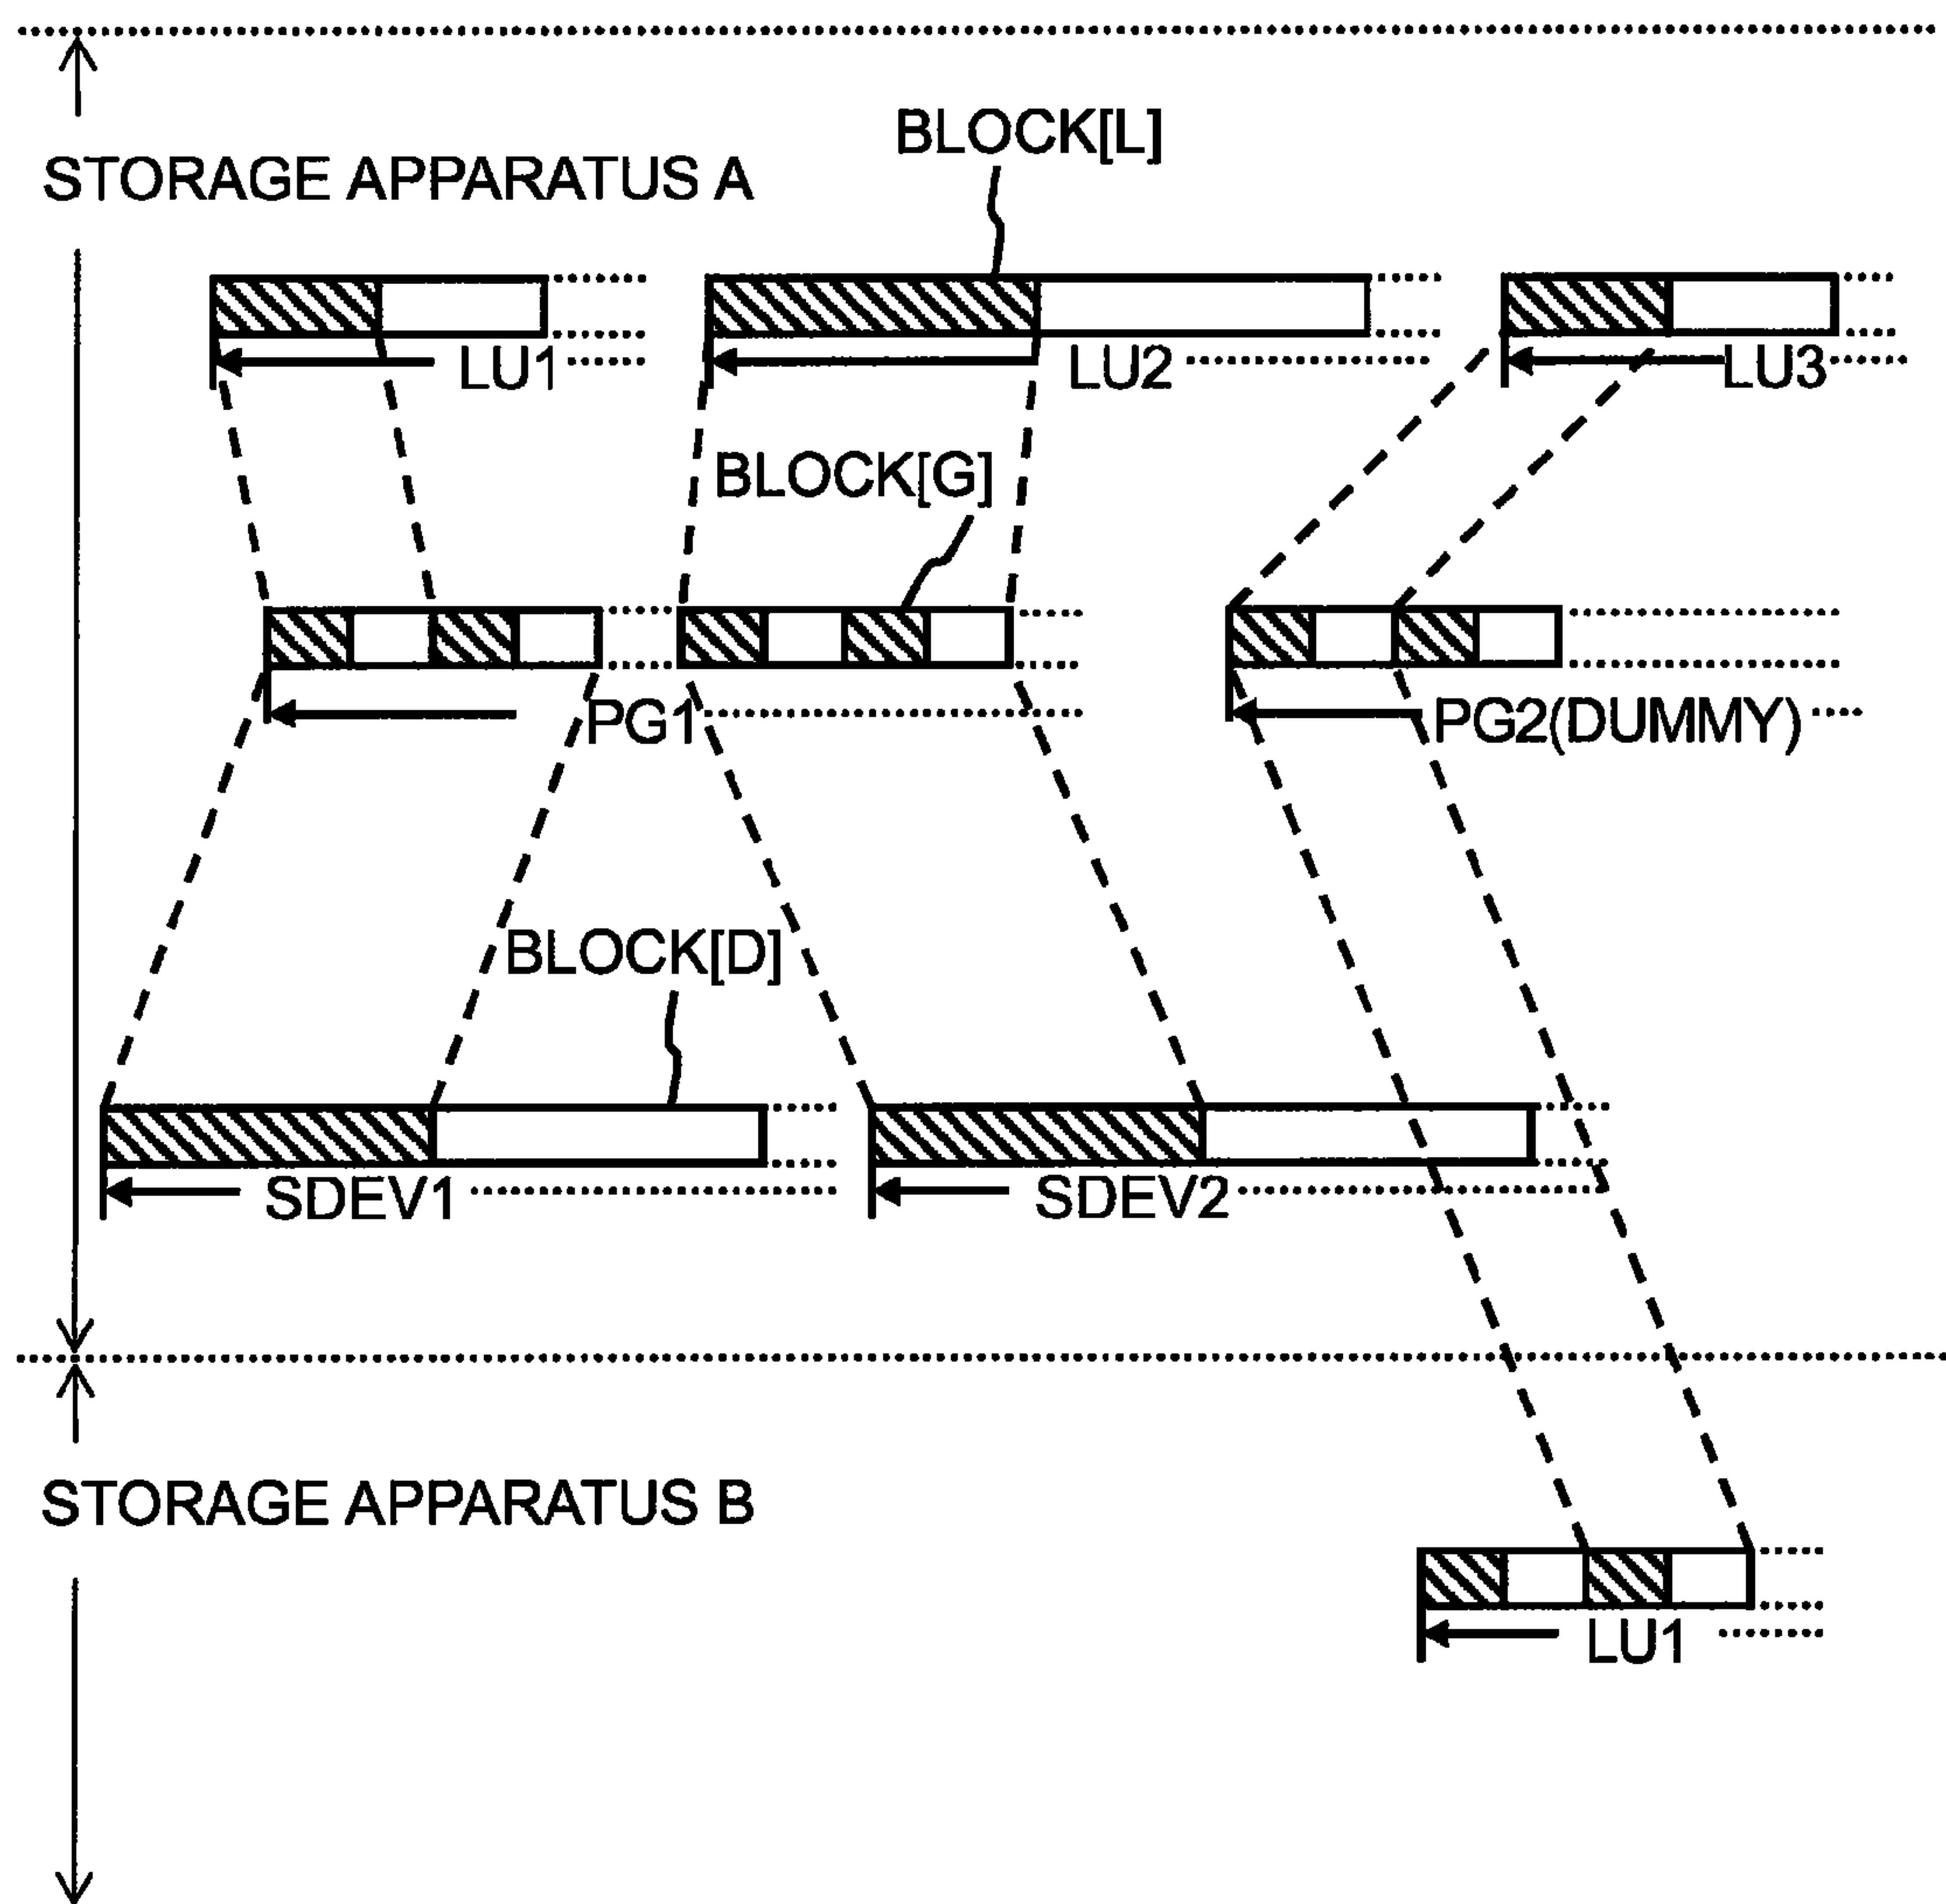 BLOCK[L]
STORAGE APPARATUS A
LU1
LU2
LU3
BLOCK[G]
PG1
PG2(DUMMY)
BLOCK[D]
SDEV1
SDEV2
STORAGE APPARATUS B
LU1